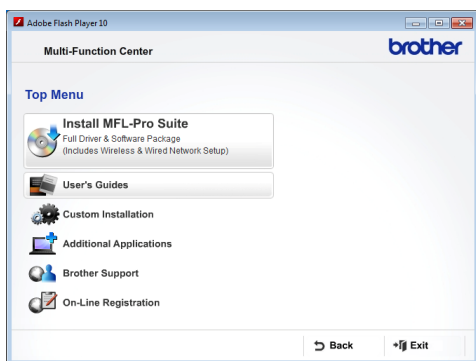 Adobe Flash Player 10
Multi-Function Center
brother
Top Menu
Install MFL-Pro Suite
Full Driver & Software Package
(Includes Wireless & Wired Network Setup)
User's Guides
Custom Installation
Additional Applications
Brother Support
On-Line Registration
Back
Exit